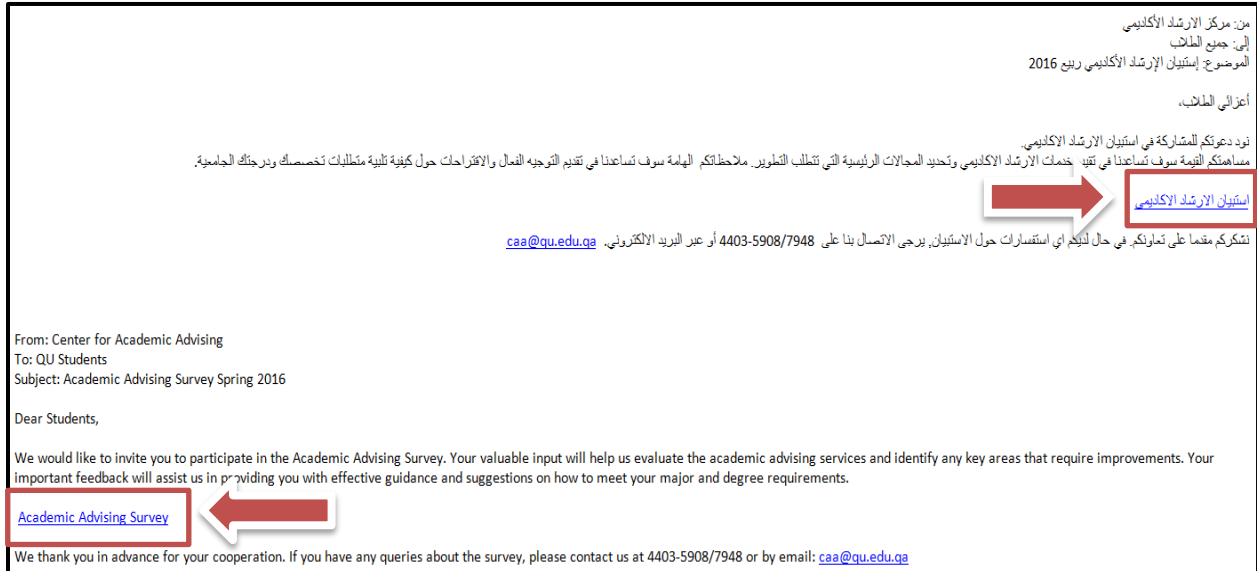 من: مركز الارشاد الأكاديمي
إلى: جميع الطلاب
الموضوع: إستبيان الإرشاد الأكاديمي ربيع 2016
أعزائي الطلاب،
نود دعوتكم للمشاركة في استبيان الارشاد الاكاديمي.
مساهمتكم القيمة سوف تساعدنا في تقيد خدمات الارشاد الاكاديمي وتحديد المجالات الرئيسية التي تتطلب التطوير. ملاحظاتكم الهامة سوف تساعدنا في تقديم التوجيه الفعال والاقتراحات حول كيفية تلبية متطلبات تخصصك ودرجتك الجامعية.
استبيان الارشاد الاكاديمي
نشكركم مقدما على تعاونكم. في حال لديكم اي استفسارات حول الاستبيان, يرجى الاتصال بنا على 4403-5908/7948 أو عبر البريد الالكتروني. caa@qu.edu.qa
From: Center for Academic Advising
To: QU Students
Subject: Academic Advising Survey Spring 2016
Dear Students,
We would like to invite you to participate in the Academic Advising Survey. Your valuable input will help us evaluate the academic advising services and identify any key areas that require improvements. Your
important feedback will assist us in providing you with effective guidance and suggestions on how to meet your major and degree requirements.
Academic Advising Survey
We thank you in advance for your cooperation. If you have any queries about the survey, please contact us at 4403-5908/7948 or by email: caa@qu.edu.qa